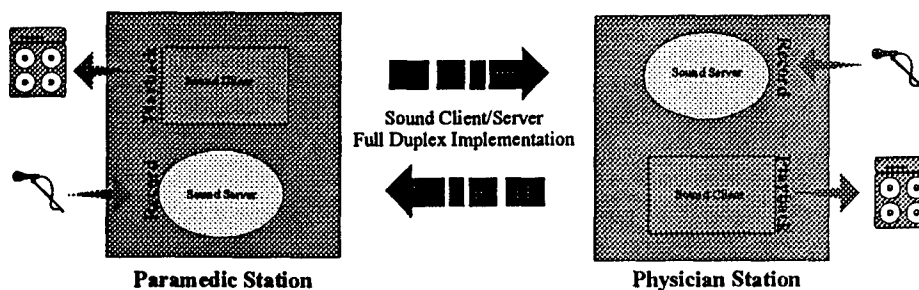 Playback
Sound Client
Record
Sound Server
Paramedic Station
Sound Client/Server
Full Duplex Implementation
Sound Server
Record
Sound Client
Playback
Physician Station